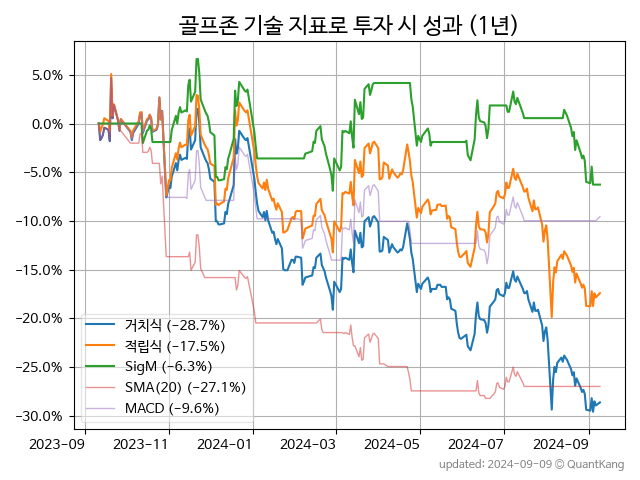 골프존 기술 지표로 투자 시 성과 (1년)
5.0%
0.0%
−5.0%
−10.0%
−15.0%
−20.0%
−25.0%
−30.0%
거치식 (−28.7%)
적립식 (−17.5%)
SigM (−6.3%)
SMA(20) (−27.1%)
MACD (−9.6%)
2023-09 2023-11 2024-01 2024-03 2024-05 2024-07 2024-09
updated: 2024-09-09 © QuantKang